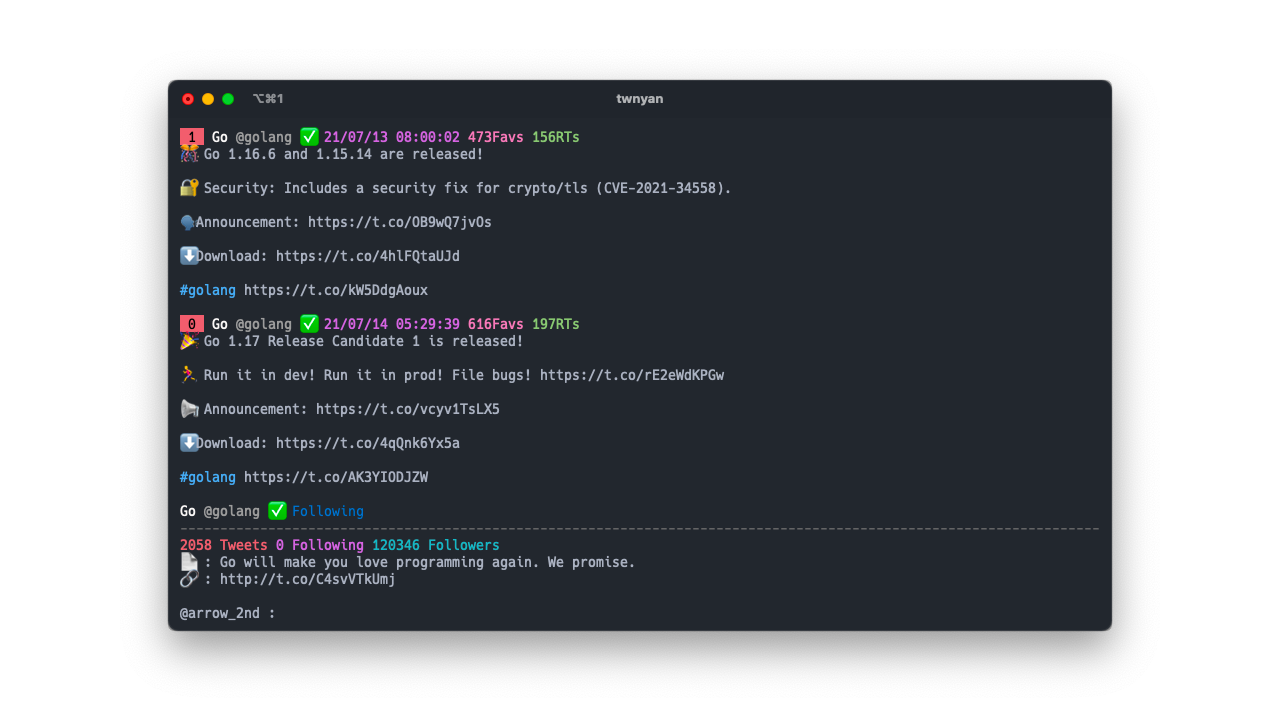 ⌥⌘1
twnyan
1 Go @golang ✅ 21/07/13 08:00:02 473Favs 156RTs
🎊 Go 1.16.6 and 1.15.14 are released!
🔐 Security: Includes a security fix for crypto/tls (CVE-2021-34558).
🗣Announcement: https://t.co/OB9wQ7jvOs
⬇️Download: https://t.co/4hlFQtaUJd
#golang https://t.co/kW5DdgAoux
0 Go @golang ✅ 21/07/14 05:29:39 616Favs 197RTs
🎉 Go 1.17 Release Candidate 1 is released!
🏃 Run it in dev! Run it in prod! File bugs! https://t.co/rE2eWdKPGw
📢 Announcement: https://t.co/vcyv1TsLX5
⬇️Download: https://t.co/4qQnk6Yx5a
#golang https://t.co/AK3YIODJZW
Go @golang ✅ Following
2058 Tweets 0 Following 120346 Followers
📄 : Go will make you love programming again. We promise.
🔗 : http://t.co/C4svVTkUmj
@arrow_2nd :